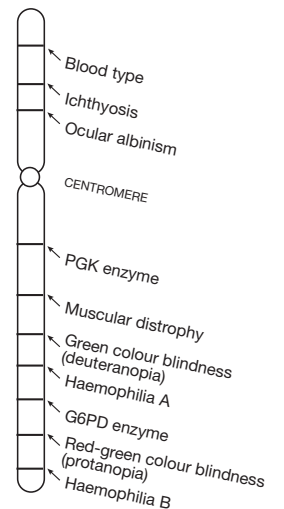 Blood type
Ichthyosis
Ocular albinism
CENTROMERE
PGK enzyme
Muscular distrophy
Green colour blindness
(deuteranopia)
Haemophilia A
G6PD enzyme
Red-green colour blindness
(protanopia)
Haemophilia B